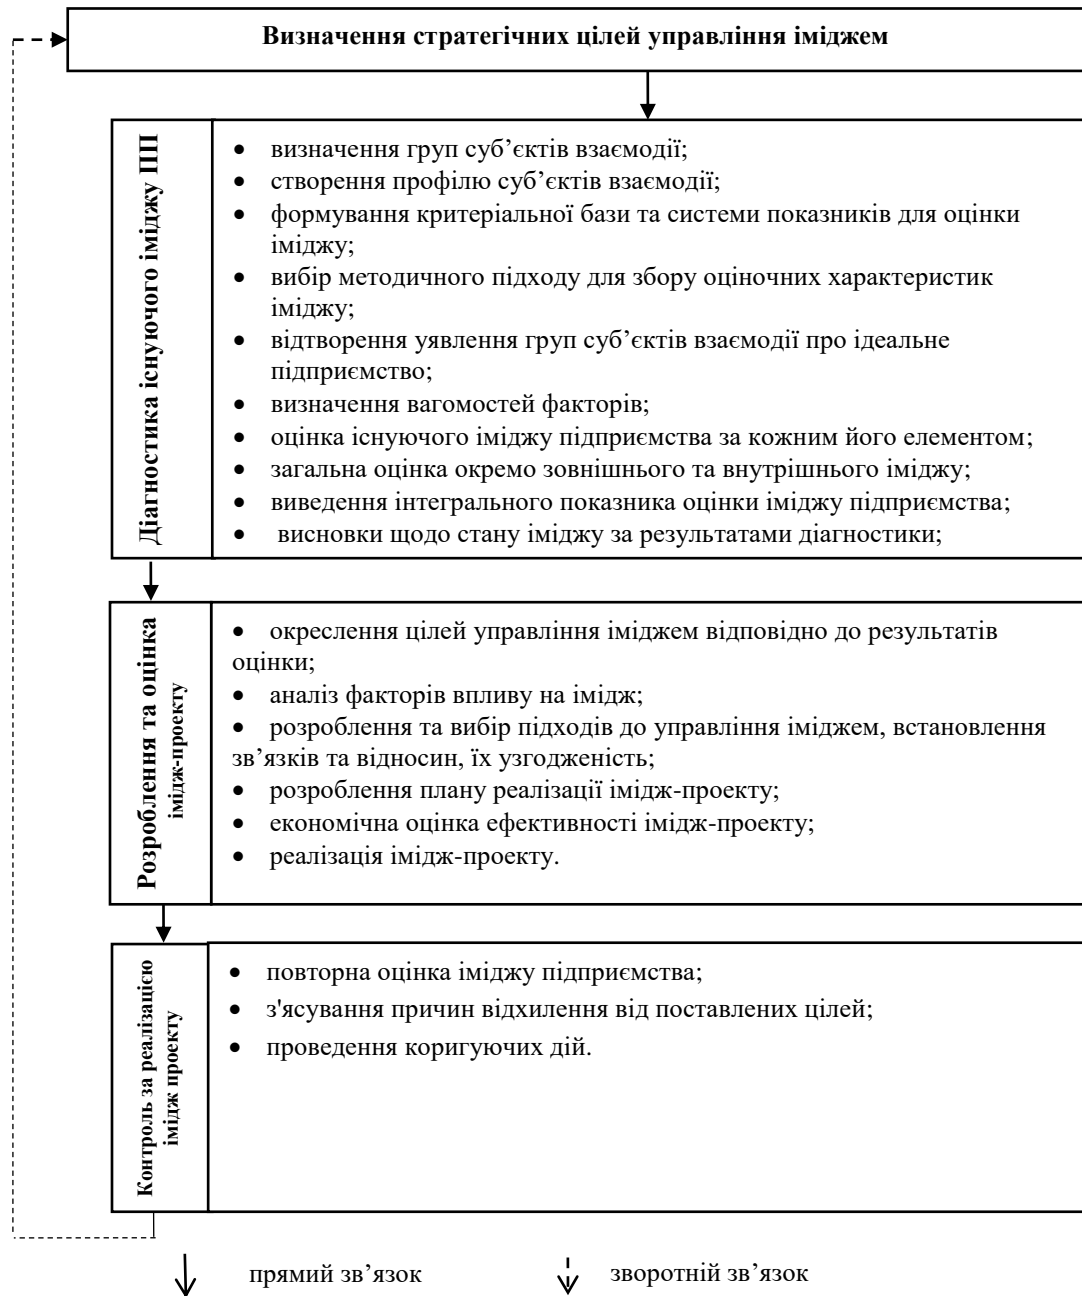 Визначення стратегічних цілей управління іміджем
Діагностика існуючого іміджу ПП
• визначення груп суб’єктів взаємодії;
• створення профілю суб’єктів взаємодії;
• формування критеріальної бази та системи показників для оцінки
іміджу;
• вибір методичного підходу для збору оціночних характеристик
іміджу;
• відтворення уявлення груп суб’єктів взаємодії про ідеальне
підприємство;
• визначення вагомостей факторів;
• оцінка існуючого іміджу підприємства за кожним його елементом;
• загальна оцінка окремо зовнішнього та внутрішнього іміджу;
• виведення інтегрального показника оцінки іміджу підприємства;
• висновки щодо стану іміджу за результатами діагностики;
Розроблення та оцінка
імідж-проекту
• окреслення цілей управління іміджем відповідно до результатів
оцінки;
• аналіз факторів впливу на імідж;
• розроблення та вибір підходів до управління іміджем, встановлення
зв’язків та відносин, їх узгодженість;
• розроблення плану реалізації імідж-проекту;
• економічна оцінка ефективності імідж-проекту;
• реалізація імідж-проекту.
Контроль за реалізацією
імідж проекту
• повторна оцінка іміджу підприємства;
• з'ясування причин відхилення від поставлених цілей;
• проведення коригуючих дій.
прямий зв’язок
зворотній зв’язок